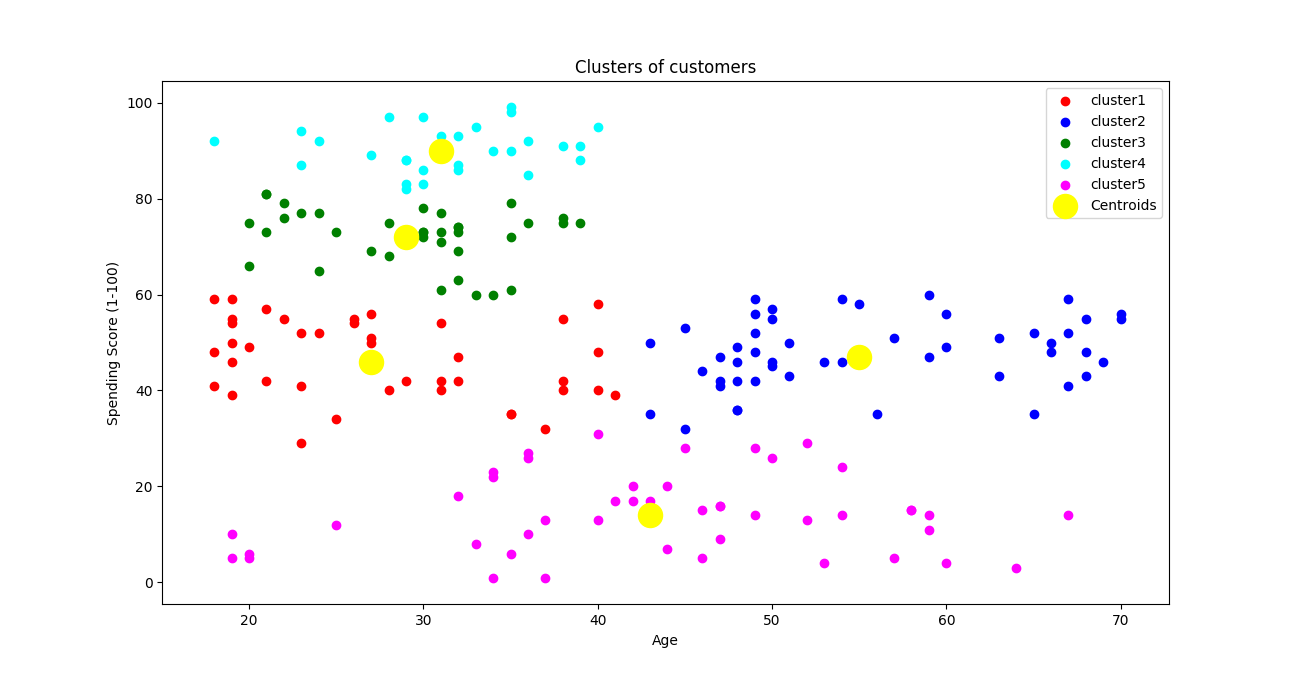 Clusters of customers
cluster1
cluster2
cluster3
cluster4
cluster5
Centroids
Spending Score (1-100)
100
80
60
40
20
0
20 30 40 50 60 70
Age